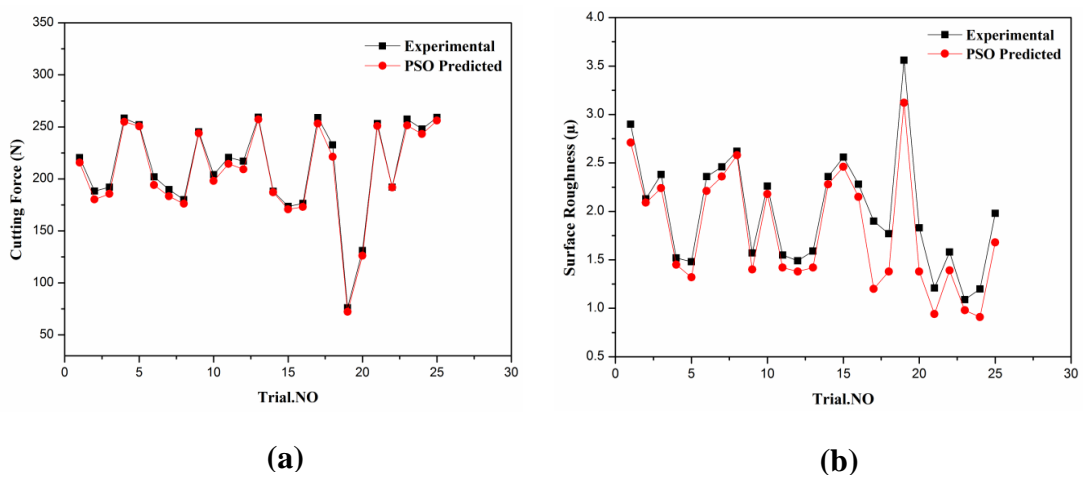 350
300
250
200
150
100
50
0
5
10
15
20
25
30
Cutting Force (N)
Trial.NO
Experimental
PSO Predicted
(a)
4.0
3.5
3.0
2.5
2.0
1.5
1.0
0.5
0
5
10
15
20
25
30
Surface Roughness (µ)
Trial.NO
Experimental
PSO Predicted
(b)